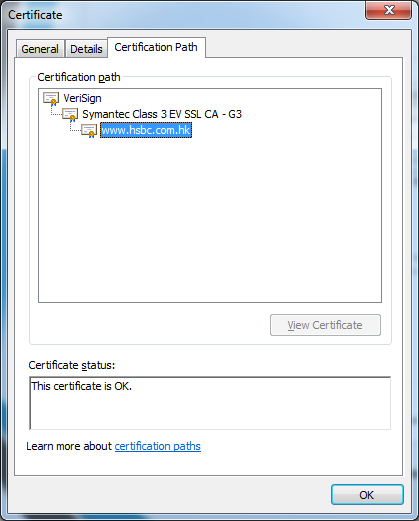 Certificate
General Details Certification Path
Certification path
VeriSign
Symantec Class 3 EV SSL CA - G3
www.hsbc.com.hk
View Certificate
Certificate status:
This certificate is OK.
Learn more about certification paths
OK